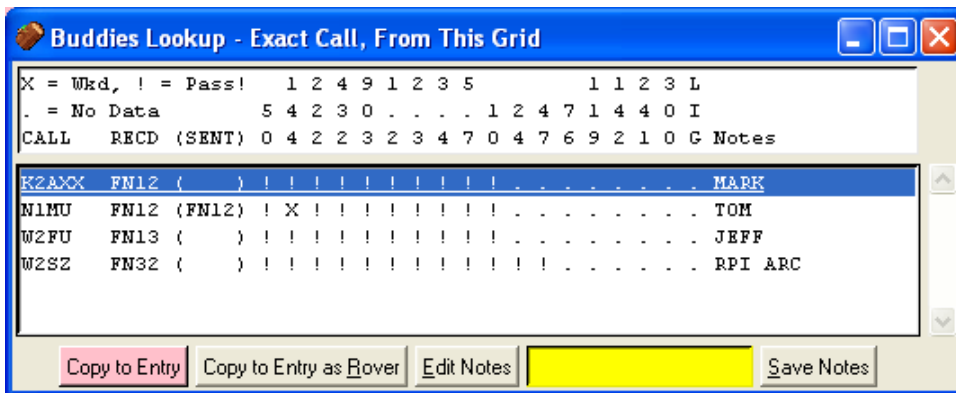 Buddies Lookup - Exact Call, From This Grid
X = Wkd, ! = Pass! 1 2 4 9 1 2 3 5 1 1 2 3 L
. = No Data 5 4 2 3 0 . . . . 1 2 4 7 1 4 4 0 I
CALL RECD (SENT) 0 4 2 2 3 2 3 4 7 0 4 7 6 9 2 1 0 G Notes
K2AXX FN12 ( ) ! ! ! ! ! ! ! ! ! ! . . . . . . . . MARK
N1MU FN12 (FN12) ! X ! ! ! ! ! ! ! ! . . . . . . . . TOM
W2FU FN13 ( ) ! ! ! ! ! ! ! ! ! ! . . . . . . . . JEFF
W2SZ FN32 ( ) ! ! ! ! ! ! ! ! ! ! ! ! . . . . . . RPI ARC
Copy to Entry Copy to Entry as Rover Edit Notes Save Notes